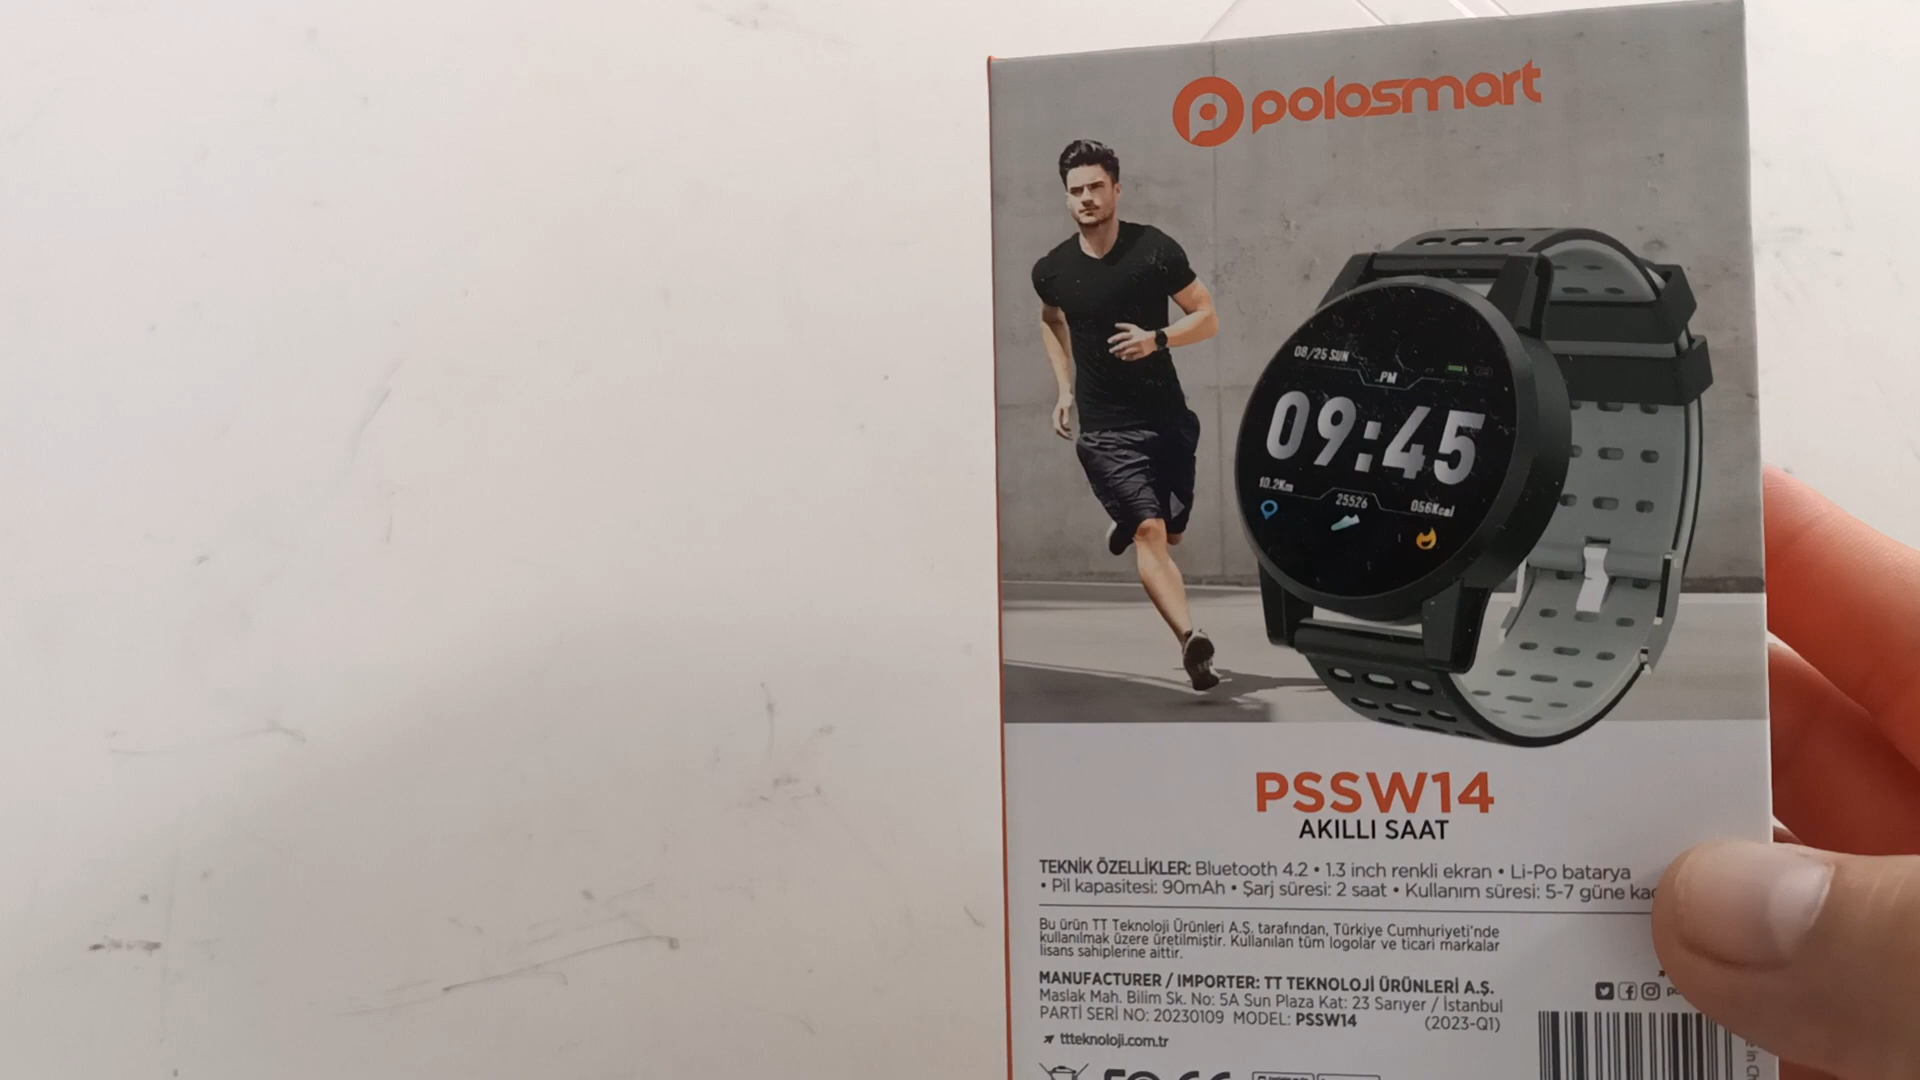 polosmart
08/25 SUN
PM
09:45
10.2Km
25526
056Kcal
PSSW14
AKILLI SAAT
TEKNİK ÖZELLİKLER: Bluetooth 4.2 • 1.3 inch renkli ekran • Li-Po batarya
• Pil kapasitesi: 90mAh • Şarj süresi: 2 saat • Kullanım süresi: 5-7 güne
Bu ürün TT Teknoloji Ürünleri A.Ş. tarafından, Türkiye Cumhuriyeti'nde
kullanılmak üzere üretilmiştir. Kullanılan tüm logolar ve ticari markalar
lisans sahiplerine aittir.
MANUFACTURER / IMPORTER: TT TEKNOLOJİ ÜRÜNLERİ A.Ş.
Maslak Mah. Bilim Sk. No: 5A Sun Plaza Kat: 23 Sarıyer / İstanbul
PARTİ SERİ NO: 20230109 MODEL: PSSW14 (2023-Q1)
ttteknoloji.com.tr